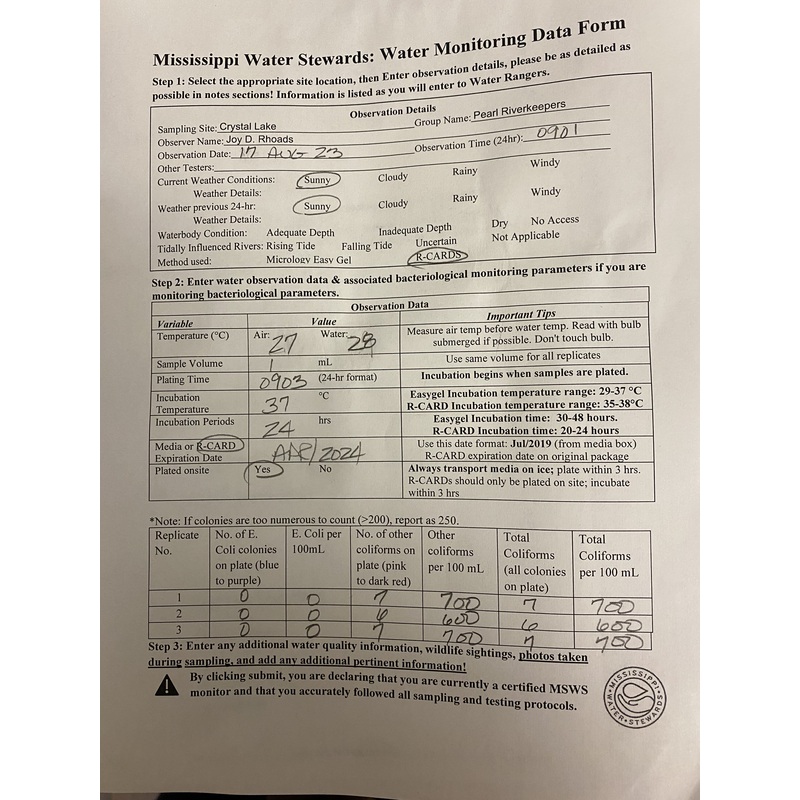 Mississippi Water Stewards: Water Monitoring Data Form
Step 1: Select the appropriate site location, then Enter observation details, please be as detailed as
possible in notes sections! Information is listed as you will enter to Water Rangers.
Observation Details
Sampling Site: Crystal Lake Group Name: Pearl Riverkeepers
Observer Name: Joy D. Rhoads
Observation Date: 17 AUG 23 Observation Time (24hr): 0901
Other Testers:
Current Weather Conditions: Sunny Cloudy Rainy Windy
Weather Details:
Weather previous 24-hr: Sunny Cloudy Rainy Windy
Weather Details:
Waterbody Condition: Adequate Depth Inadequate Depth Dry No Access
Tidally Influenced Rivers: Rising Tide Falling Tide Uncertain Not Applicable
Method used: Micrology Easy Gel R-CARDS
Step 2: Enter water observation data & associated bacteriological monitoring parameters if you are
monitoring bacteriological parameters.
Observation Data
Variable Value Important Tips
Temperature (°C) Air: 27 Water: 28 Measure air temp before water temp. Read with bulb
submerged if possible. Don't touch bulb.
Sample Volume 1 mL Use same volume for all replicates
Plating Time 0903 (24-hr format) Incubation begins when samples are plated.
Incubation
Temperature 37 °C Easygel Incubation temperature range: 29-37 °C
R-CARD Incubation temperature range: 35-38°C
Incubation Periods 24 hrs Easygel Incubation time: 30-48 hours.
R-CARD Incubation time: 20-24 hours
Media or R-CARD
Expiration Date APR/2024 Use this date format: Jul/2019 (from media box)
R-CARD expiration date on original package
Plated onsite Yes No Always transport media on ice; plate within 3 hrs.
R-CARDs should only be plated on site; incubate
within 3 hrs
*Note: If colonies are too numerous to count (>200), report as 250.
Replicate No. of E. E. Coli per No. of other Other Total Total
No. Coli colonies 100mL coliforms on coliforms Coliforms Coliforms
on plate (blue plate (pink per 100 mL (all colonies per 100 mL
to purple) to dark red) on plate)
1 0 0 7 700 7 700
2 0 0 6 600 6 600
3 0 0 7 700 7 700
Step 3: Enter any additional water quality information, wildlife sightings, photos taken
during sampling, and add any additional pertinent information!
By clicking submit, you are declaring that you are currently a certified MSWS
monitor and that you accurately followed all sampling and testing protocols.
MISSISSIPPI
WATER STEWARDS